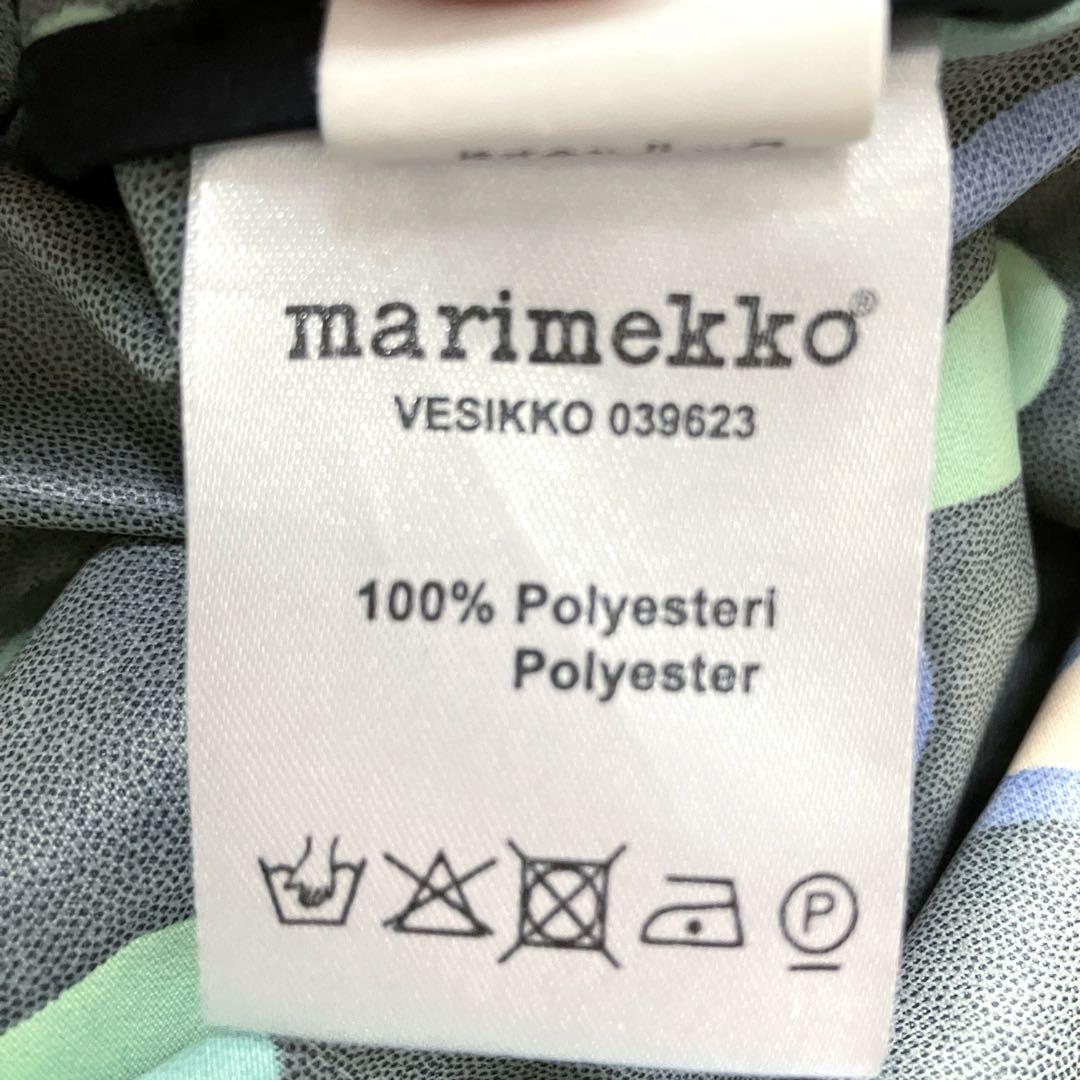 marimekko®
VESIKKO 039623
100% Polyesteri
Polyester
P